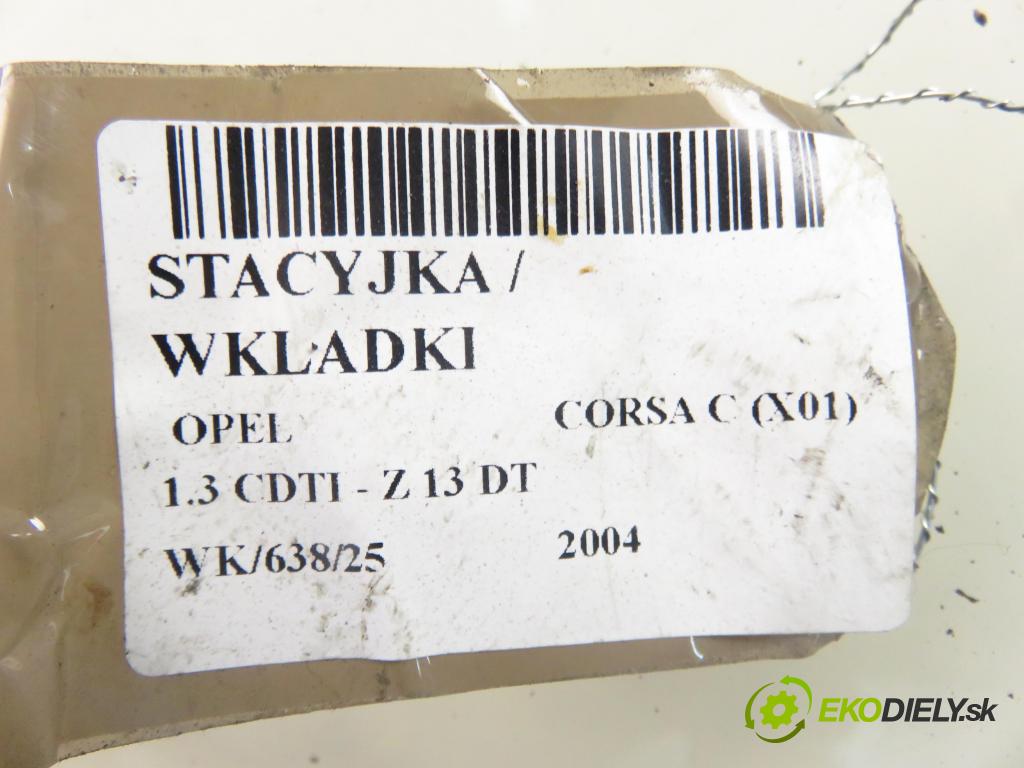 STACYJKA /
WKŁADKI
OPEL CORSA C (X01)
1.3 CDTI - Z 13 DT
WK/638/25 2004
EKODIELY.sk